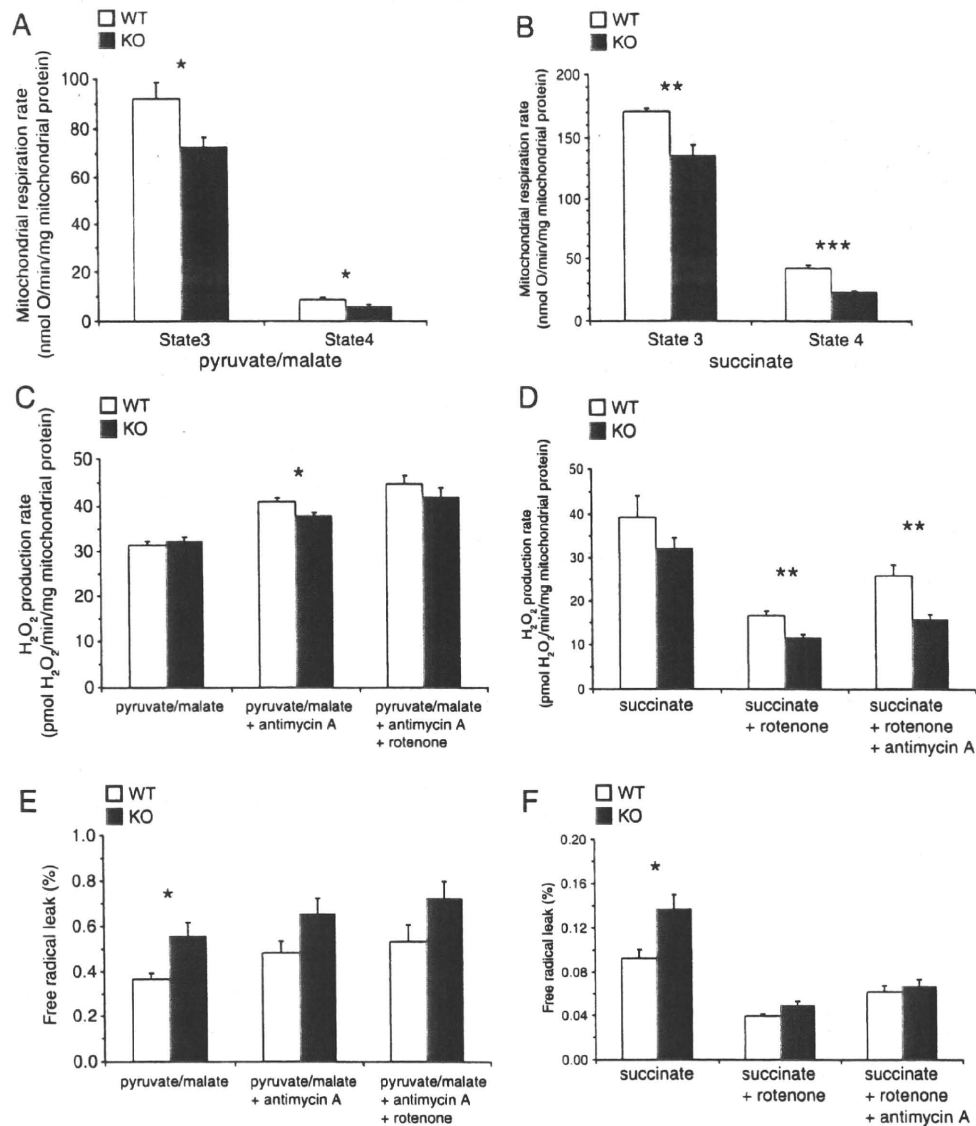 A
WT
KO
*
*
Mitochondrial respiration rate
(nmol O/min/mg mitochondrial protein)
100
80
60
40
20
0
State3
State4
pyruvate/malate
B
WT
KO
**
***
Mitochondrial respiration rate
(nmol O/min/mg mitochondrial protein)
200
150
100
50
0
State 3
State 4
succinate
C
WT
KO
*
H₂O₂ production rate
(pmol H₂O₂/min/mg mitochondrial protein)
50
40
30
20
10
0
pyruvate/malate
pyruvate/malate
+ antimycin A
pyruvate/malate
+ antimycin A
+ rotenone
D
WT
KO
**
**
H₂O₂ production rate
(pmol H₂O₂/min/mg mitochondrial protein)
50
40
30
20
10
0
succinate
succinate
+ rotenone
succinate
+ rotenone
+ antimycin A
E
WT
KO
*
Free radical leak (%)
1.0
0.8
0.6
0.4
0.2
0.0
pyruvate/malate
pyruvate/malate
+ antimycin A
pyruvate/malate
+ antimycin A
+ rotenone
F
WT
KO
*
Free radical leak (%)
0.20
0.16
0.12
0.08
0.04
0.00
succinate
succinate
+ rotenone
succinate
+ rotenone
+ antimycin A